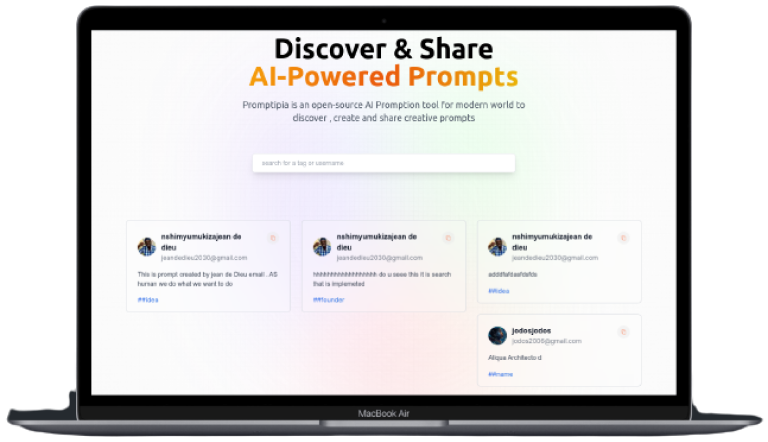 Discover & Share
AI-Powered Prompts
Promptipia is an open-source AI Promption tool for modern world to
discover , create and share creative prompts
search for a tag or username
nshimyumukizajean de
dieu
jeandedieu2030@gmail.com
This is prompt created by jean de Dieu email . AS
human we do what we want to do
##idea
nshimyumukizajean de
dieu
jeandedieu2030@gmail.com
do u seee this it is search
that is implemeted
##founder
nshimyumukizajean de
dieu
jeandedieu2030@gmail.com
##idea
jodosjodos
jodos2006@gmail.com
Aliqua Architecto d
##name
MacBook Air